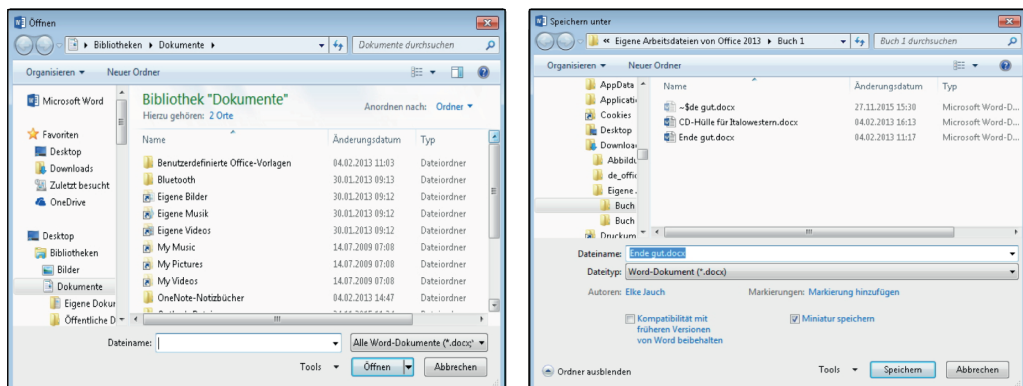 Öffnen
Bibliotheken Dokumente
Dokumente durchsuchen
Organisieren Neuer Ordner
Microsoft Word
Favoriten
Desktop
Downloads
Zuletzt besucht
OneDrive
Desktop
Bibliotheken
Bilder
Dokumente
Eigene Dokur
Öffentliche D
Bibliothek "Dokumente"
Hierzu gehören: 2 Orte
Anordnen nach: Ordner
Name Änderungsdatum Typ
Benutzerdefinierte Office-Vorlagen 04.02.2013 11:03 Dateiordner
Bluetooth 30.01.2013 09:13 Dateiordner
Eigene Bilder 30.01.2013 09:12 Dateiordner
Eigene Musik 30.01.2013 09:12 Dateiordner
Eigene Videos 30.01.2013 09:12 Dateiordner
My Music 14.07.2009 07:08 Dateiordner
My Pictures 14.07.2009 07:08 Dateiordner
My Videos 14.07.2009 07:08 Dateiordner
OneNote-Notizbücher 04.02.2013 14:47 Dateiordner
Dateiname: Alle Word-Dokumente (*.docx;
Tools Öffnen Abbrechen
Speichern unter
« Eigene Arbeitsdateien von Office 2013 Buch 1
Buch 1 durchsuchen
Organisieren Neuer Ordner
AppData
Applicati
Cookies
Desktop
Downloa
Abbildu
de_offic
Eigene
Buch
Buch
Druckum
Name Änderungsdatum Typ
~$de gut.docx 27.11.2015 15:30 Microsoft Word-D...
CD-Hülle für Italowestern.docx 04.02.2013 16:13 Microsoft Word-D...
Ende gut.docx 04.02.2013 11:17 Microsoft Word-D...
Dateiname: Ende gut.docx
Dateityp: Word-Dokument (*.docx)
Autoren: Elke Jauch Markierungen: Markierung hinzufügen
Kompatibilität mit
früheren Versionen
von Word beibehalten
Miniatur speichern
Ordner ausblenden Tools Speichern Abbrechen